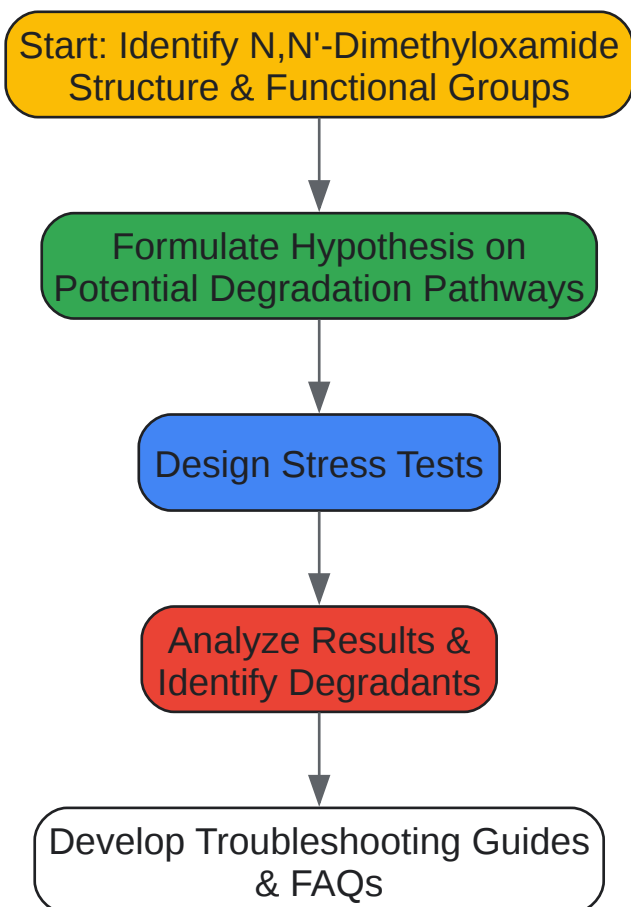 Start: Identify N,N'-Dimethyloxamide
Structure & Functional Groups
Formulate Hypothesis on
Potential Degradation Pathways
Design Stress Tests
Analyze Results &
Identify Degradants
Develop Troubleshooting Guides
& FAQs